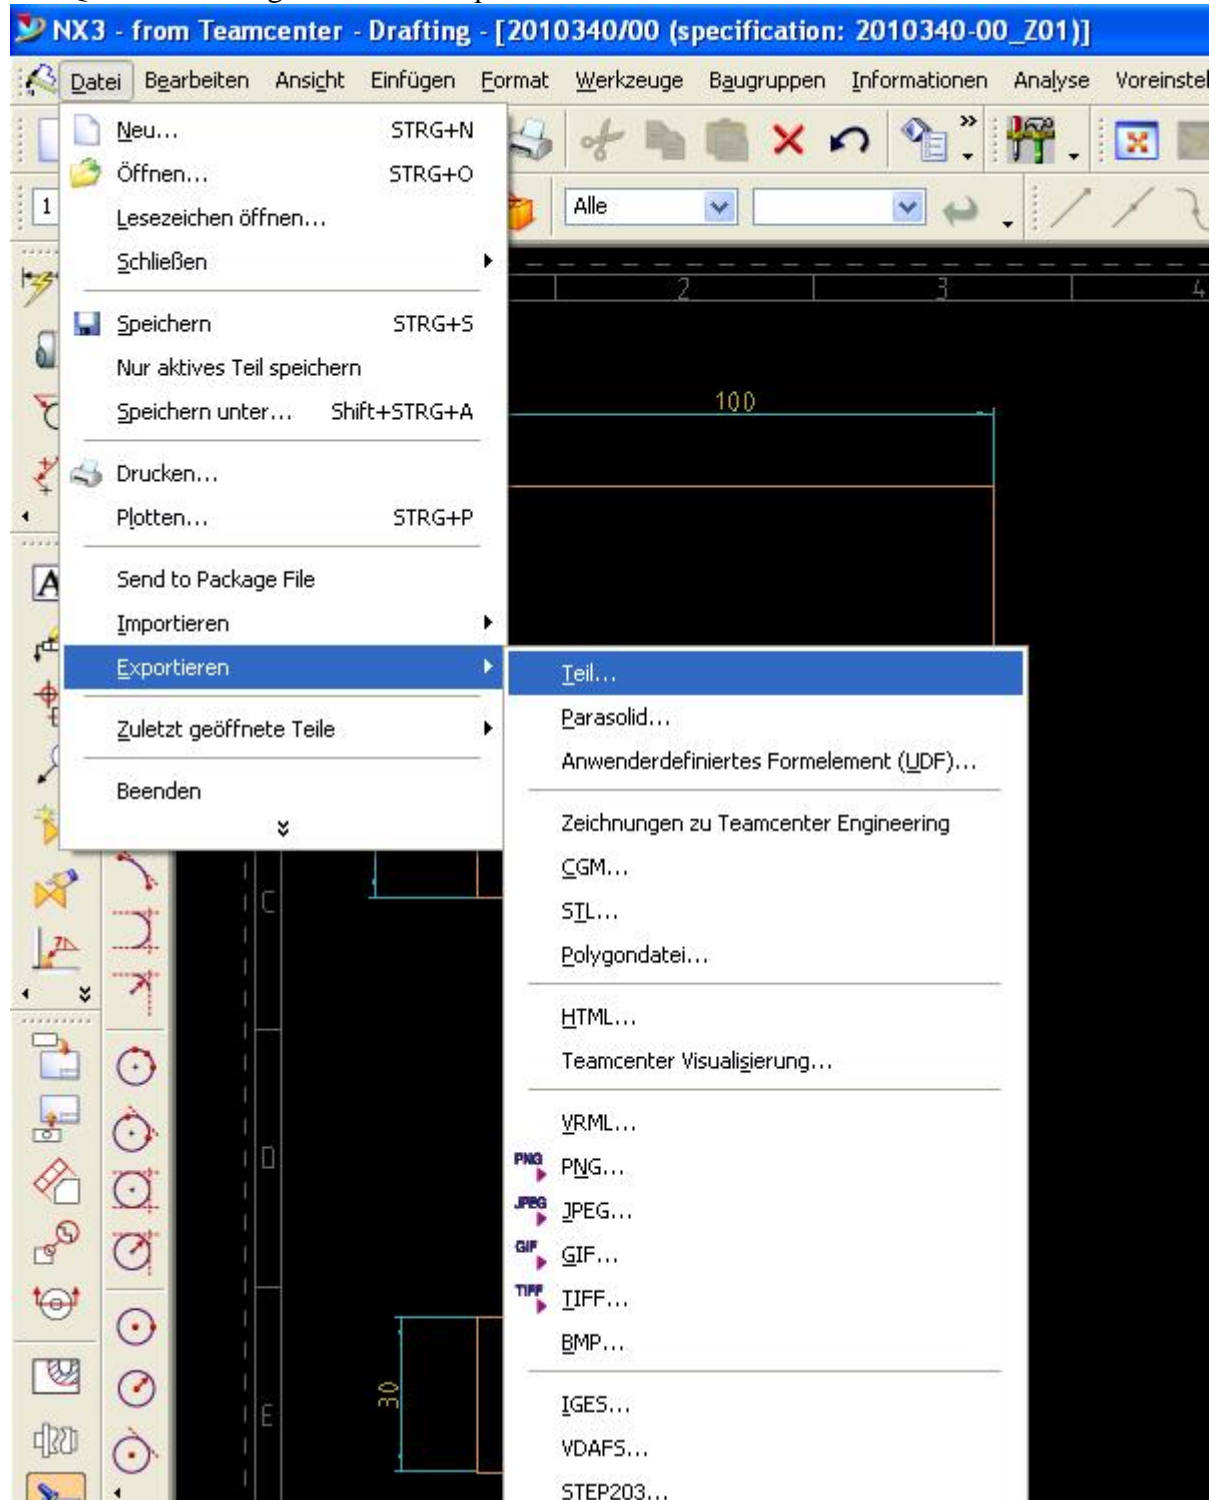 NX3 - from Teamcenter - Drafting - [2010340/00 (specification: 2010340-00_Z01)]
Datei Bearbeiten Ansicht Einfügen Format Werkzeuge Baugruppen Informationen Analyse
1 Alle
Neu... STRG+N
Öffnen... STRG+O
Lesezeichen öffnen...
Schließen
Speichern STRG+S
Nur aktives Teil speichern
Speichern unter... Shift+STRG+A
Drucken...
Plotten... STRG+P
Send to Package File
Importieren
Exportieren
Zuletzt geöffnete Teile
Beenden
Teil...
Parasolid...
Anwenderdefiniertes Formelement (UDF)...
Zeichnungen zu Teamcenter Engineering
CGM...
STL...
Polygondatei...
HTML...
Teamcenter Visualisierung...
VRML...
PNG PNG...
JPEG JPEG...
GIF GIF...
TIFF TIFF...
BMP...
IGES...
VDAFS...
STEP203...
2 3 4
100
A
C
D
30
E